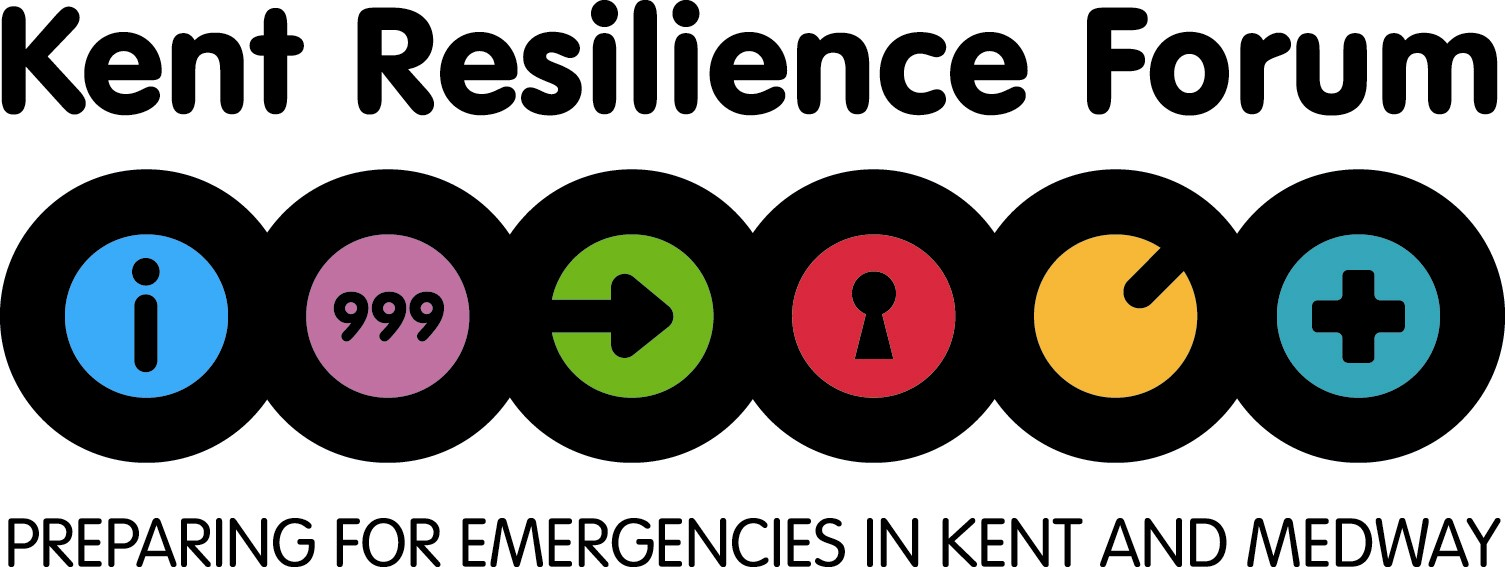 Kent Resilience Forum
i 999
PREPARING FOR EMERGENCIES IN KENT AND MEDWAY